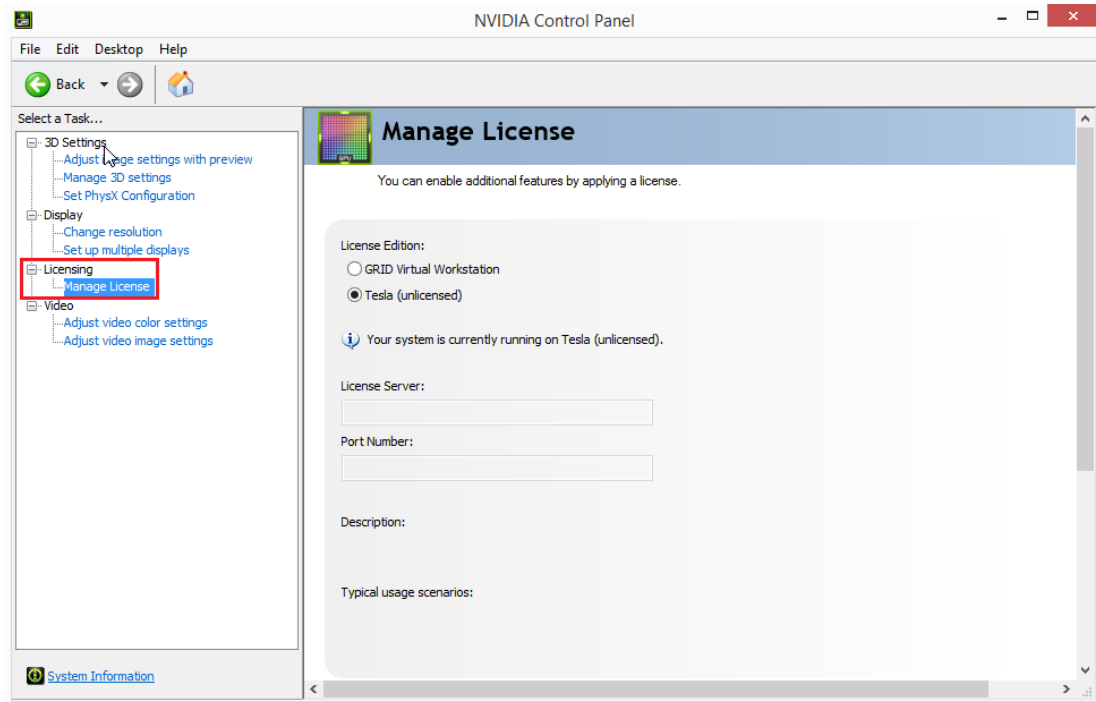 NVIDIA Control Panel
File Edit Desktop Help
Back
Select a Task...
3D Settings
Adjust image settings with preview
Manage 3D settings
Set PhysX Configuration
Display
Change resolution
Set up multiple displays
Licensing
Manage License
Video
Adjust video color settings
Adjust video image settings
System Information
GPU
Manage License
You can enable additional features by applying a license.
License Edition:
GRID Virtual Workstation
Tesla (unlicensed)
Your system is currently running on Tesla (unlicensed).
License Server:
Port Number:
Description:
Typical usage scenarios: